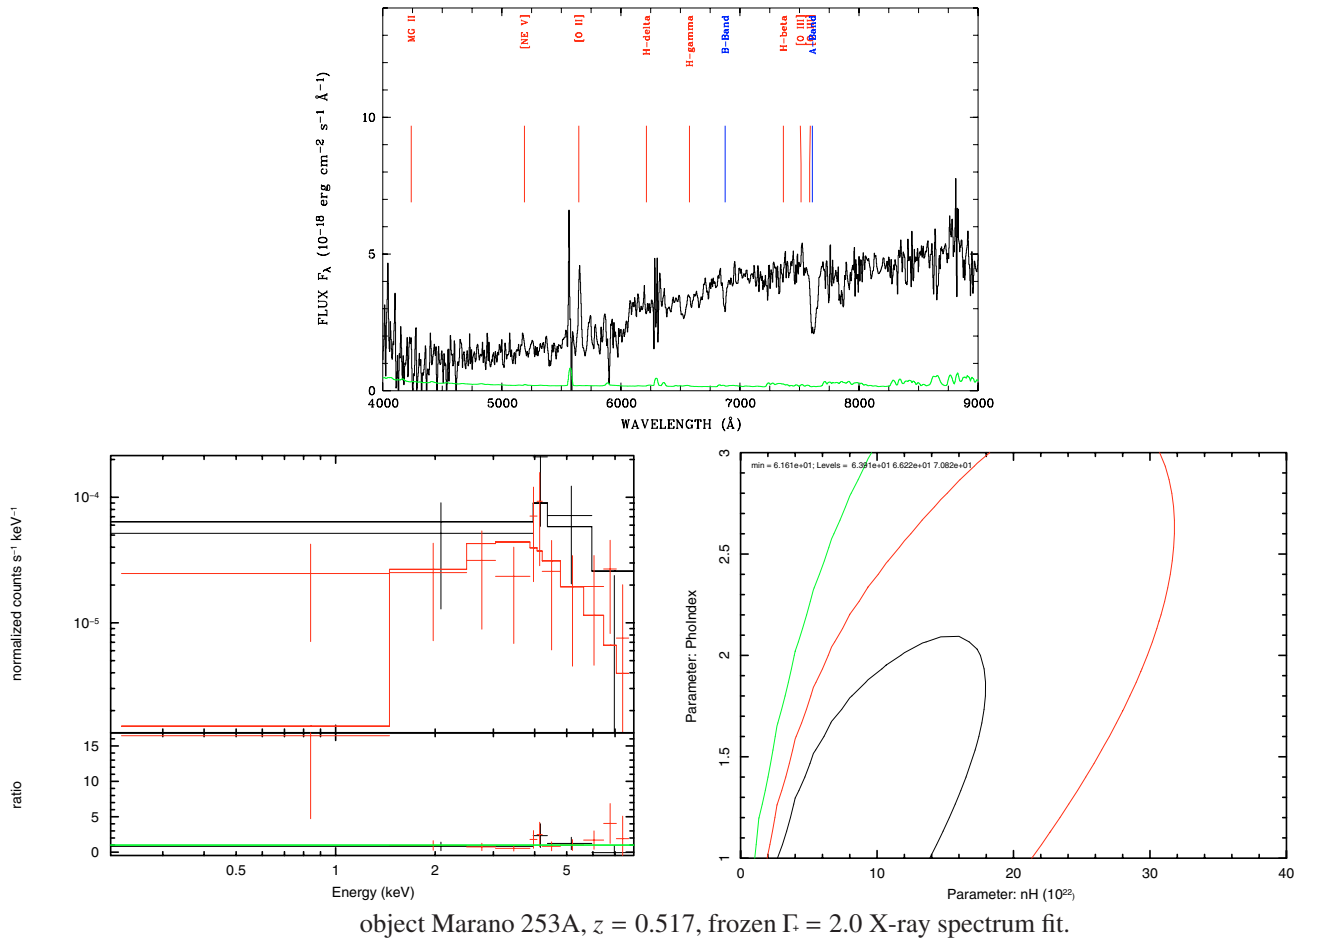 MG II
[NE V]
[O II]
H-delta
H-gamma
B-Band
H-beta
[O III]
A-Band
FLUX Fλ (10⁻¹⁸ erg cm⁻² s⁻¹ Å⁻¹)
10
5
0
4000 5000 6000 7000 8000 9000
WAVELENGTH (Å)
normalized counts s⁻¹ keV⁻¹
10⁻⁴
10⁻⁵
ratio
15
10
5
0
0.5 1 2 5
Energy (keV)
min = 6.161e+01; Levels = 6.391e+01 6.622e+01 7.082e+01
Parameter: PhoIndex
3
2.5
2
1.5
1
0 10 20 30 40
Parameter: nH (10²²)
object Marano 253A, z = 0.517, frozen Γ₊ = 2.0 X-ray spectrum fit.